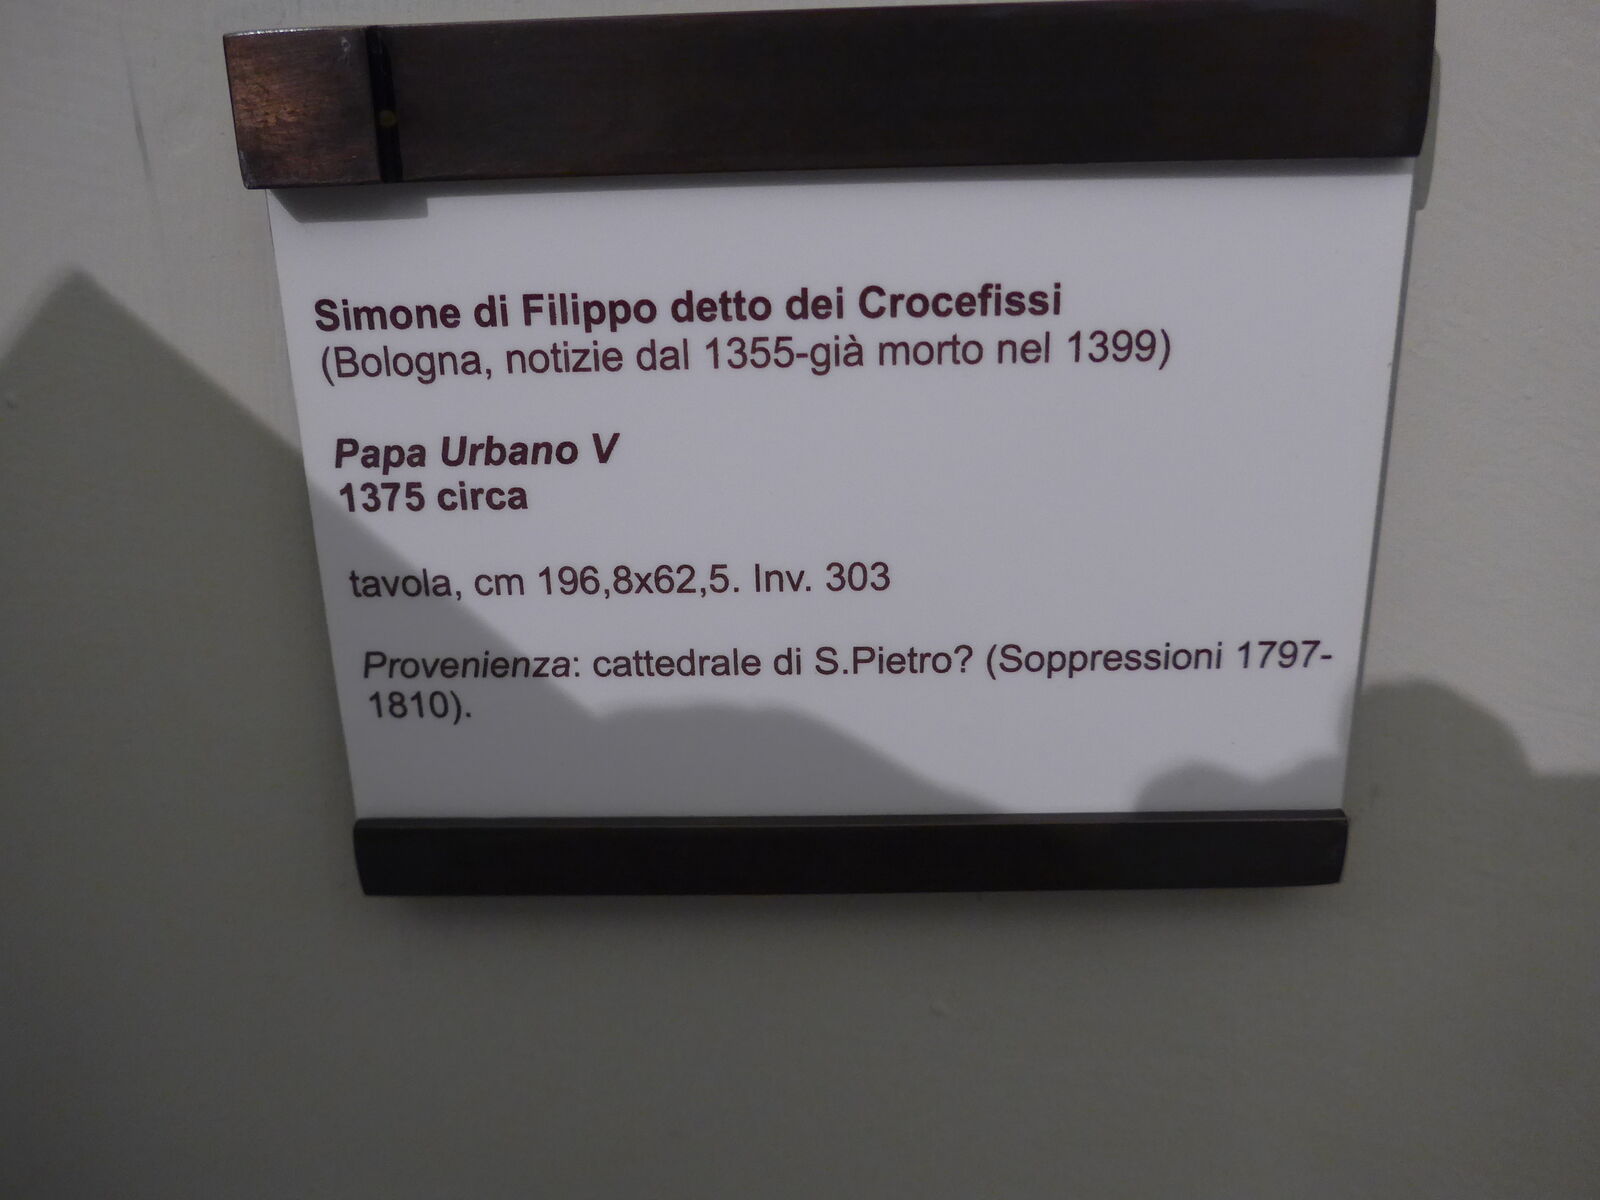 Simone di Filippo detto dei Crocefissi
(Bologna, notizie dal 1355-già morto nel 1399)
Papa Urbano V
1375 circa
tavola, cm 196,8x62,5. Inv. 303
Provenienza: cattedrale di S.Pietro? (Soppressioni 1797-
1810).